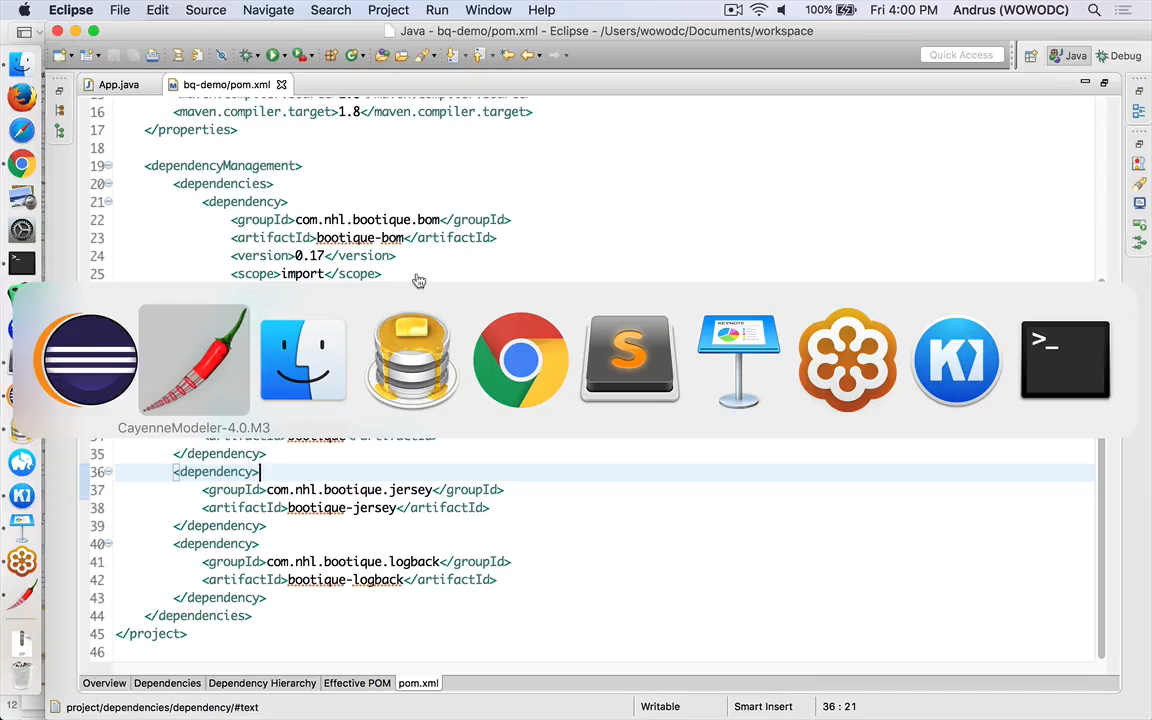 Eclipse File Edit Source Navigate Search Project Run Window Help 100% Fri 4:00 PM Andrus (WOWODC)
Java - bq-demo/pom.xml - Eclipse - /Users/wowodc/Documents/workspace
Quick Access Java Debug
App.java bq-demo/pom.xml
16 <maven.compiler.target>1.8</maven.compiler.target>
17 </properties>
18
19 <dependencyManagement>
20 <dependencies>
21 <dependency>
22 <groupId>com.nhl.bootique.bom</groupId>
23 <artifactId>bootique-bom</artifactId>
24 <version>0.17</version>
25 <scope>import</scope>
CayenneModeler-4.0.M3
35 </dependency>
36 <dependency>
37 <groupId>com.nhl.bootique.jersey</groupId>
38 <artifactId>bootique-jersey</artifactId>
39 </dependency>
40 <dependency>
41 <groupId>com.nhl.bootique.logback</groupId>
42 <artifactId>bootique-logback</artifactId>
43 </dependency>
44 </dependencies>
45 </project>
46
Overview Dependencies Dependency Hierarchy Effective POM pom.xml
12 project/dependencies/dependency/#text Writable Smart Insert 36 : 21